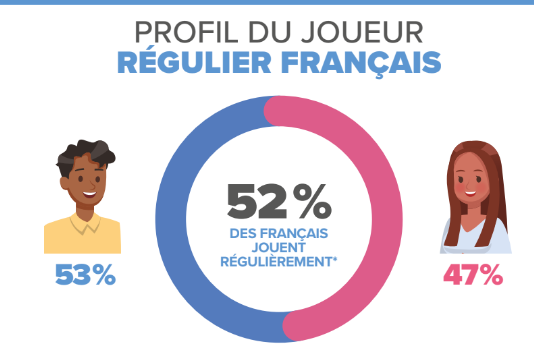 PROFIL DU JOUEUR
RÉGULIER FRANÇAIS
52%
DES FRANÇAIS
JOUENT
RÉGULIÈREMENT*
53%
47%